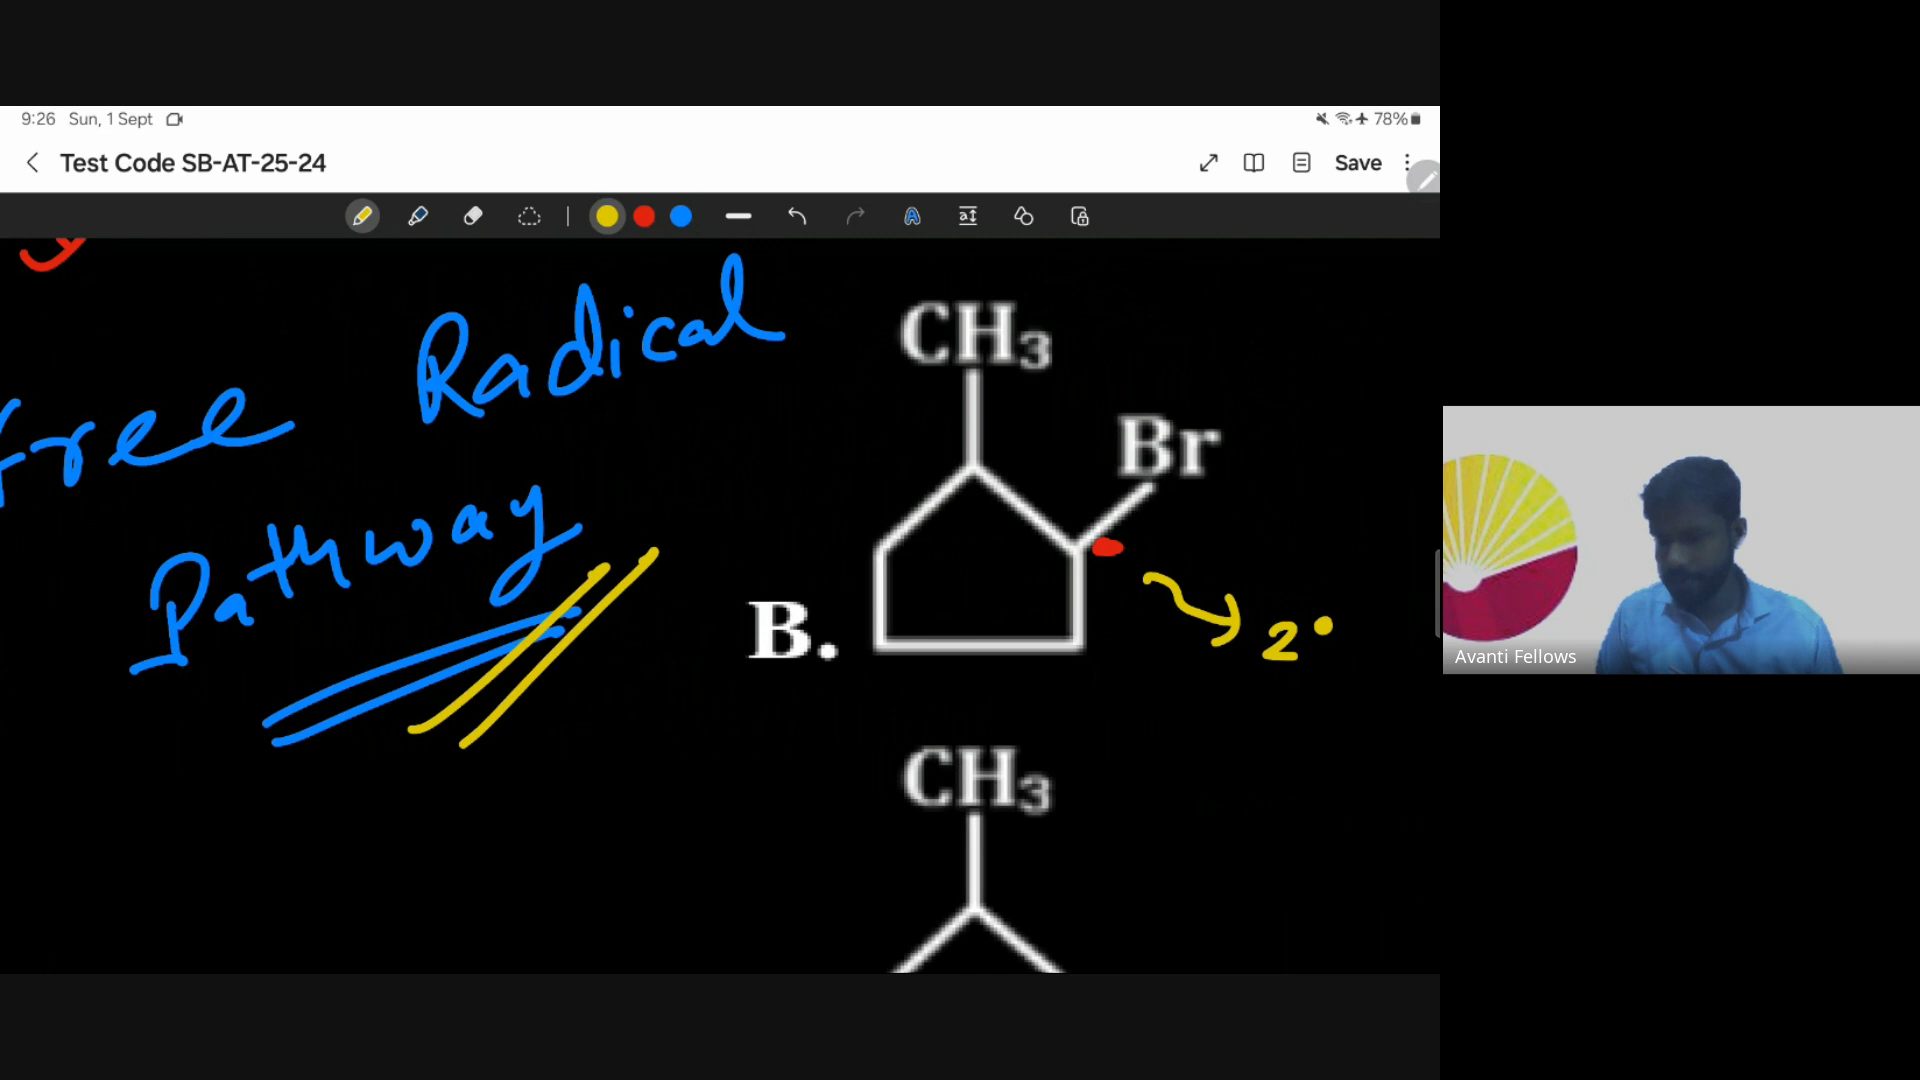 9:26 Sun, 1 Sept 78%
Test Code SB-AT-25-24 Save
Free Radical
Pathway
CH3
Br
B.
2°
CH3
Avanti Fellows